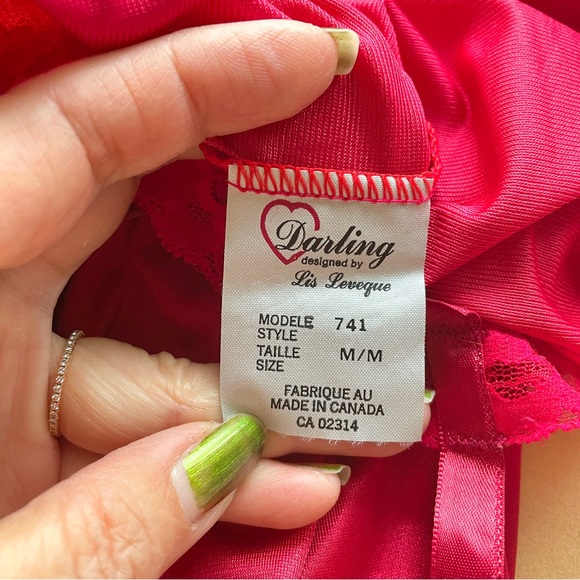 Darling
designed by
Lis Leveque
MODELE 741
STYLE
TAILLE M/M
SIZE
FABRIQUE AU
MADE IN CANADA
CA 02314